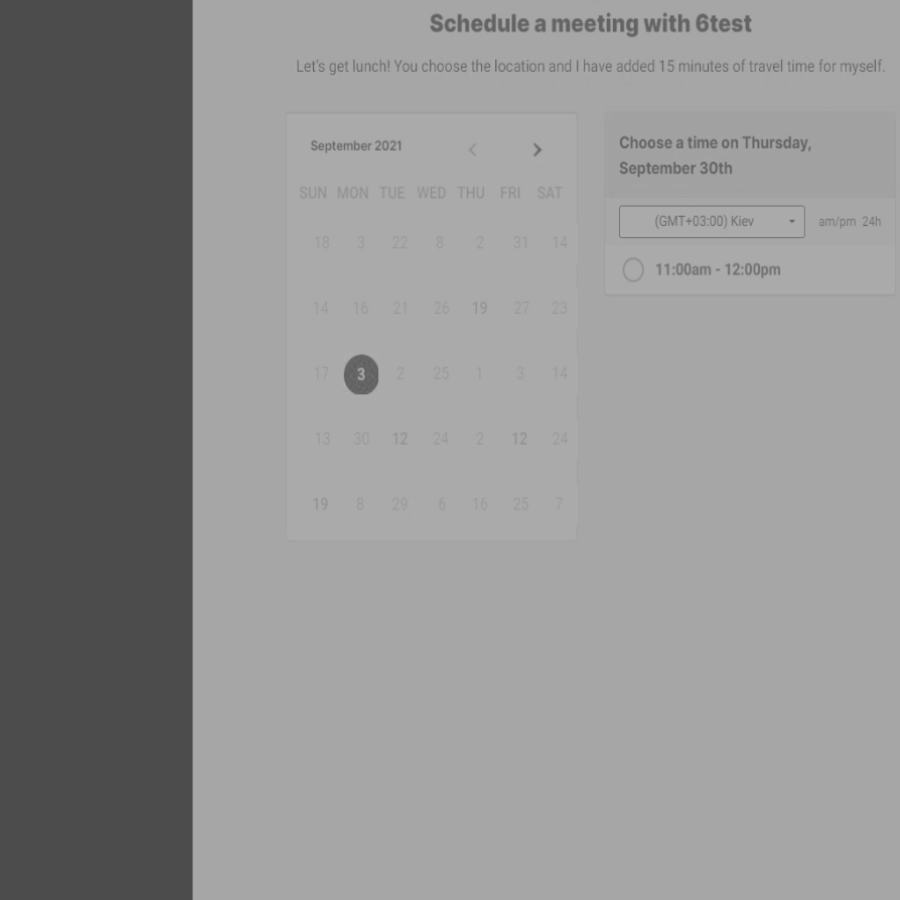 Schedule a meeting with 6test
Let's get lunch! You choose the location and I have added 15 minutes of travel time for myself.
September 2021
SUN MON TUE WED THU FRI SAT
18 3 22 8 2 31 14
14 16 21 26 19 27 23
17 3 2 25 1 3 14
13 30 12 24 2 12 24
19 8 29 6 16 25 7
Choose a time on Thursday,
September 30th
(GMT+03:00) Kiev am/pm 24h
11:00am - 12:00pm